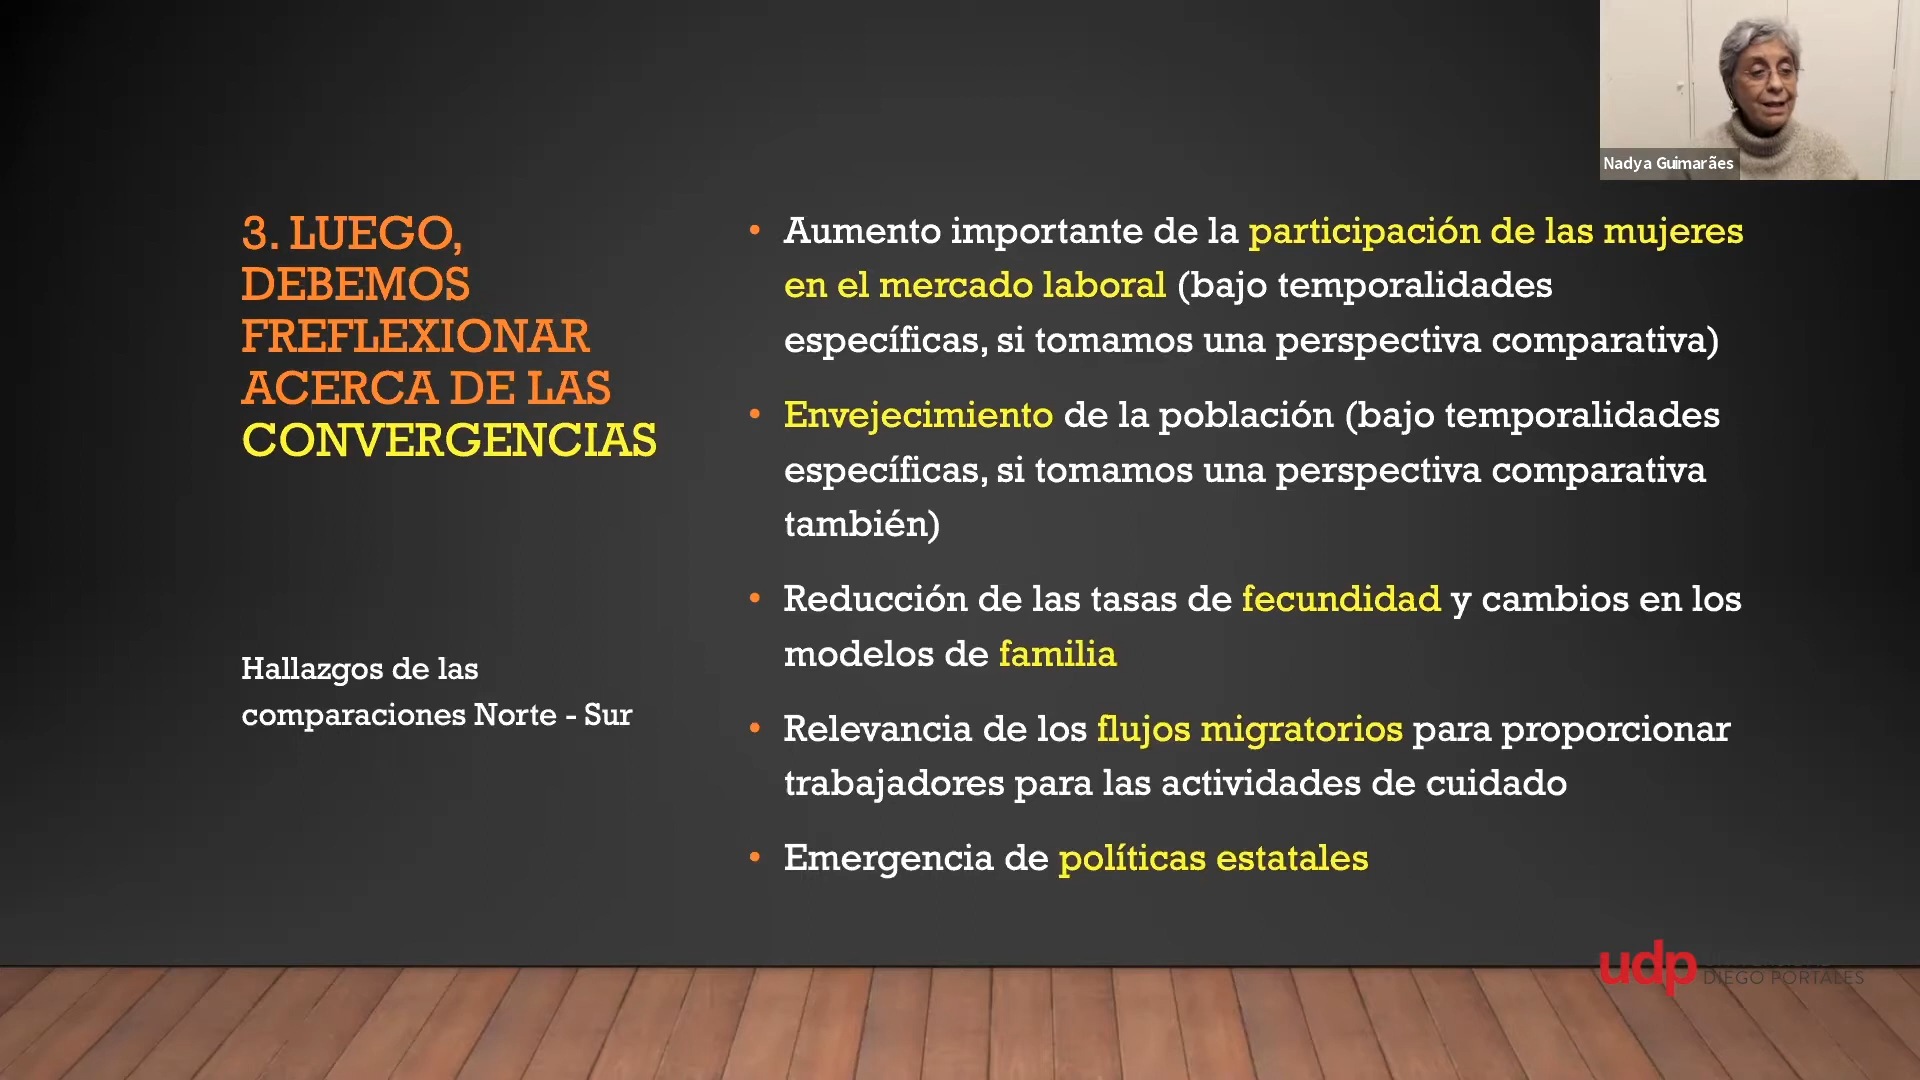 Nadya Guimarães
3. LUEGO,
DEBEMOS
FREFLEXIONAR
ACERCA DE LAS
CONVERGENCIAS
Hallazgos de las
comparaciones Norte - Sur
• Aumento importante de la participación de las mujeres
en el mercado laboral (bajo temporalidades
específicas, si tomamos una perspectiva comparativa)
• Envejecimiento de la población (bajo temporalidades
específicas, si tomamos una perspectiva comparativa
también)
• Reducción de las tasas de fecundidad y cambios en los
modelos de familia
• Relevancia de los flujos migratorios para proporcionar
trabajadores para las actividades de cuidado
• Emergencia de políticas estatales
udp
DIEGO PORTALES